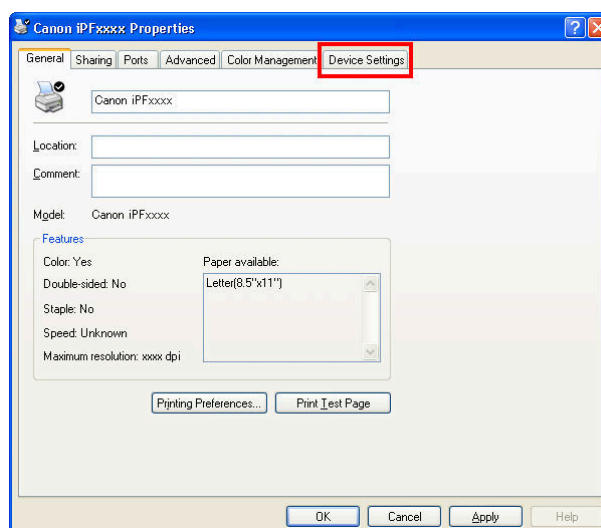 Canon iPFxxxx Properties
General Sharing Ports Advanced Color Management Device Settings
Canon iPFxxxx
Location:
Comment:
Model: Canon iPFxxxx
Features
Color: Yes Paper available:
Double-sided: No Letter(8.5"x11")
Staple: No
Speed: Unknown
Maximum resolution: xxxx dpi
Printing Preferences... Print Test Page
OK Cancel Apply Help